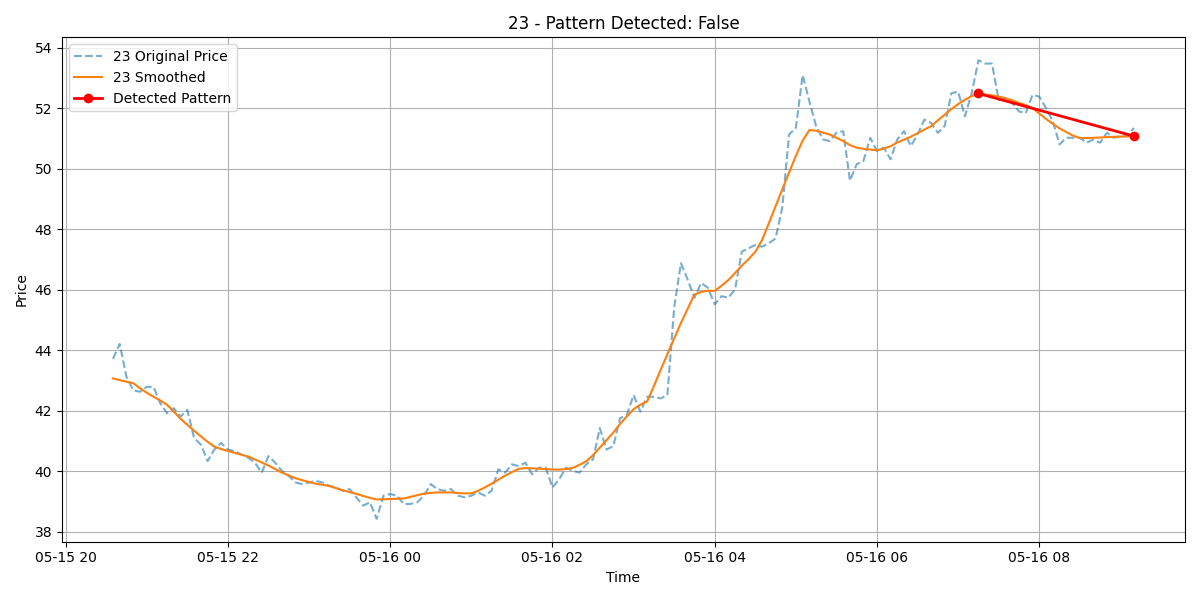 23 - Pattern Detected: False
23 Original Price
23 Smoothed
Detected Pattern
Price
54
52
50
48
46
44
42
40
38
05-15 20
05-15 22
05-16 00
05-16 02
05-16 04
05-16 06
05-16 08
Time